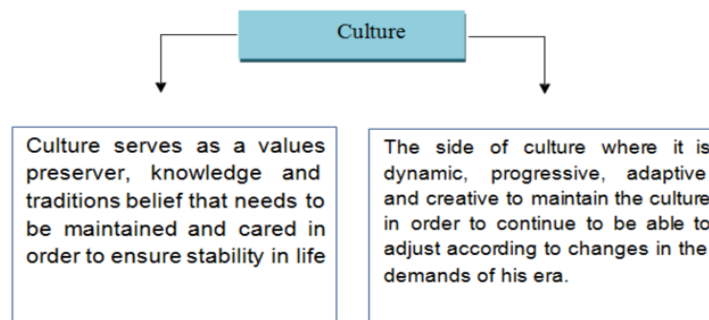 Culture
Culture serves as a values
preserver, knowledge and
traditions belief that needs to
be maintained and cared in
order to ensure stability in life
The side of culture where it is
dynamic, progressive, adaptive
and creative to maintain the culture
in order to continue to be able to
adjust according to changes in the
demands of his era.